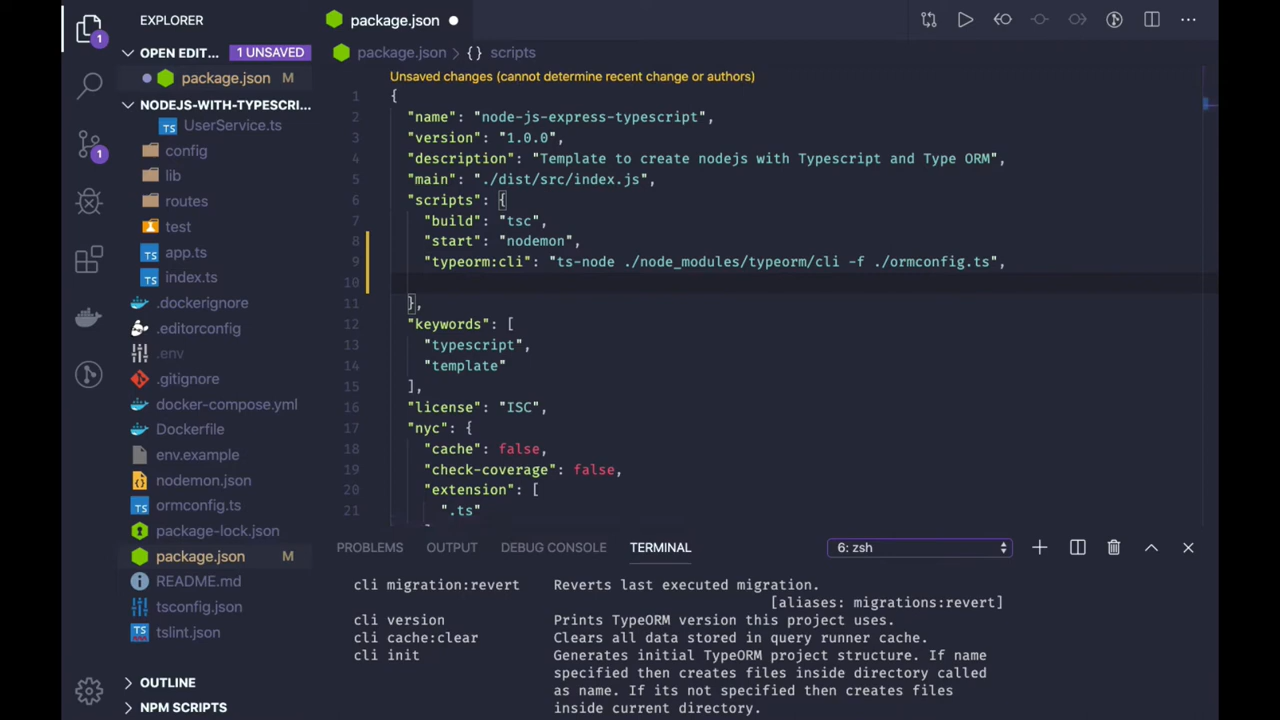 EXPLORER
package.json
1
OPEN EDIT...
1 UNSAVED
package.json M
NODEJS-WITH-TYPESCRI...
TS UserService.ts
config
lib
routes
test
TS app.ts
TS index.ts
.dockerignore
.editorconfig
.env
.gitignore
docker-compose.yml
Dockerfile
env.example
nodemon.json
TS ormconfig.ts
package-lock.json
package.json M
README.md
TS tsconfig.json
TS tslint.json
OUTLINE
NPM SCRIPTS
1
package.json > {} scripts
Unsaved changes (cannot determine recent change or authors)
1 {
2 "name": "node-js-express-typescript",
3 "version": "1.0.0",
4 "description": "Template to create nodejs with Typescript and Type ORM",
5 "main": "./dist/src/index.js",
6 "scripts": {
7 "build": "tsc",
8 "start": "nodemon",
9 "typeorm:cli": "ts-node ./node_modules/typeorm/cli -f ./ormconfig.ts",
10
11 },
12 "keywords": [
13 "typescript",
14 "template"
15 ],
16 "license": "ISC",
17 "nyc": {
18 "cache": false,
19 "check-coverage": false,
20 "extension": [
21 ".ts"
PROBLEMS OUTPUT DEBUG CONSOLE TERMINAL 6: zsh
cli migration:revert Reverts last executed migration.
[aliases: migrations:revert]
cli version Prints TypeORM version this project uses.
cli cache:clear Clears all data stored in query runner cache.
cli init Generates initial TypeORM project structure. If name
specified then creates files inside directory called
as name. If its not specified then creates files
inside current directory.